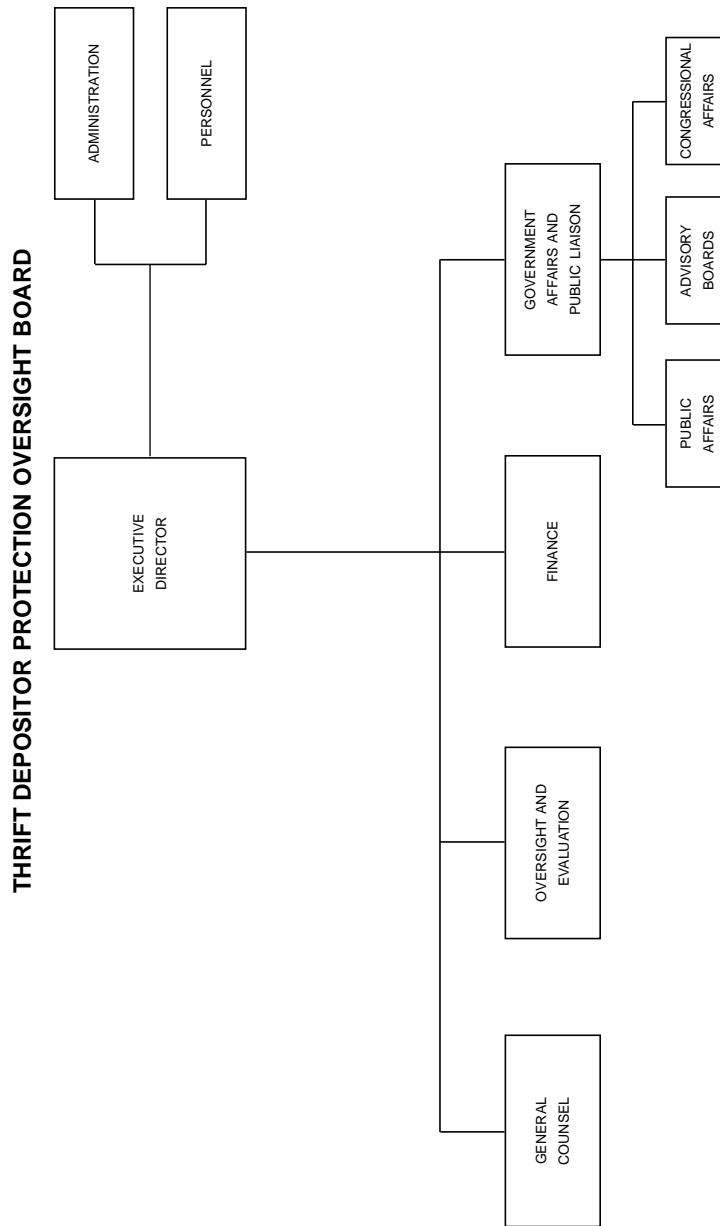 THRIFT DEPOSITOR PROTECTION OVERSIGHT BOARD
EXECUTIVE
DIRECTOR
ADMINISTRATION
PERSONNEL
GENERAL
COUNSEL
OVERSIGHT AND
EVALUATION
FINANCE
GOVERNMENT
AFFAIRS AND
PUBLIC LIAISON
PUBLIC
AFFAIRS
ADVISORY
BOARDS
CONGRESSIONAL
AFFAIRS